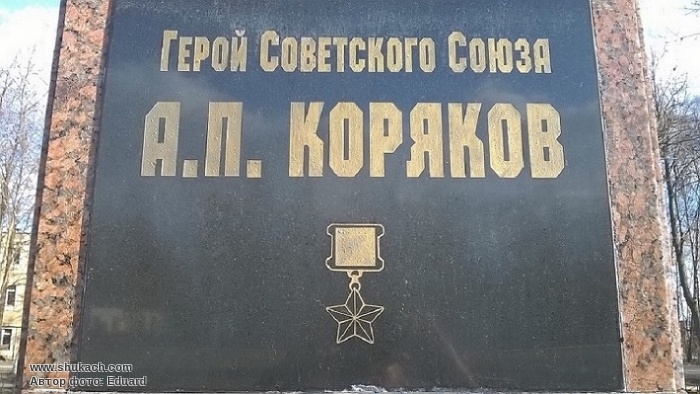 Герой Советского Союза
А.П. КОРЯКОВ
www.shukach.com
Автор фото: Eduard